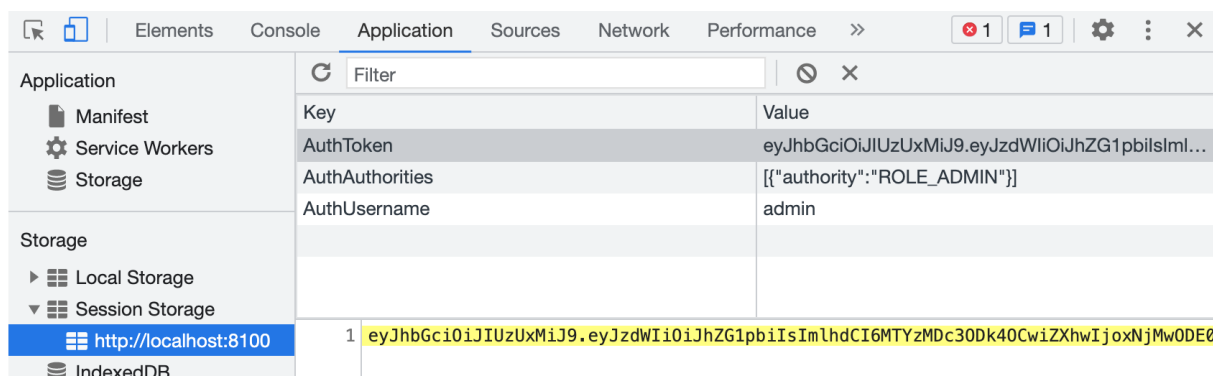 Elements Console Application Sources Network Performance >> 1 1
Application
Manifest
Service Workers
Storage
Storage
Local Storage
Session Storage
http://localhost:8100
IndexedDB
Filter
Key Value
AuthToken eyJhbGciOiJIUzUxMiJ9.eyJzdWIiOiJhZG1pbiIsIml...
AuthAuthorities [{"authority":"ROLE_ADMIN"}]
AuthUsername admin
1 eyJhbGciOiJIUzUxMiJ9.eyJzdWIiOiJhZG1pbiIsImlhdCI6MTYzMDc3ODk4OCwiZXhwIjoxNjMwODE0